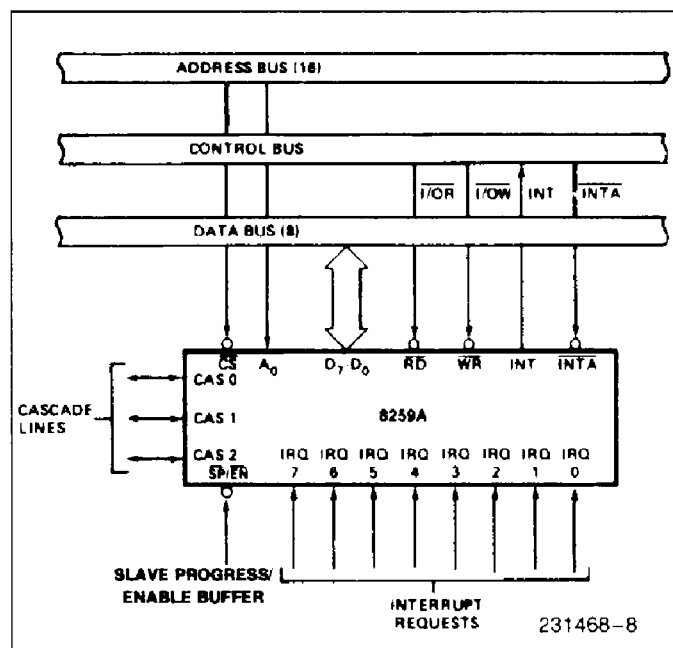 ADDRESS BUS (16)
CONTROL BUS
I/OR I/OW INT INTA
DATA BUS (8)
CS A0 D7-D0 RD WR INT INTA
CAS 0
CASCADE LINES
CAS 1
8259A
CAS 2
SP/EN
IRQ 7 IRQ 6 IRQ 5 IRQ 4 IRQ 3 IRQ 2 IRQ 1 IRQ 0
SLAVE PROGRESS/
ENABLE BUFFER
INTERRUPT
REQUESTS
231468-8